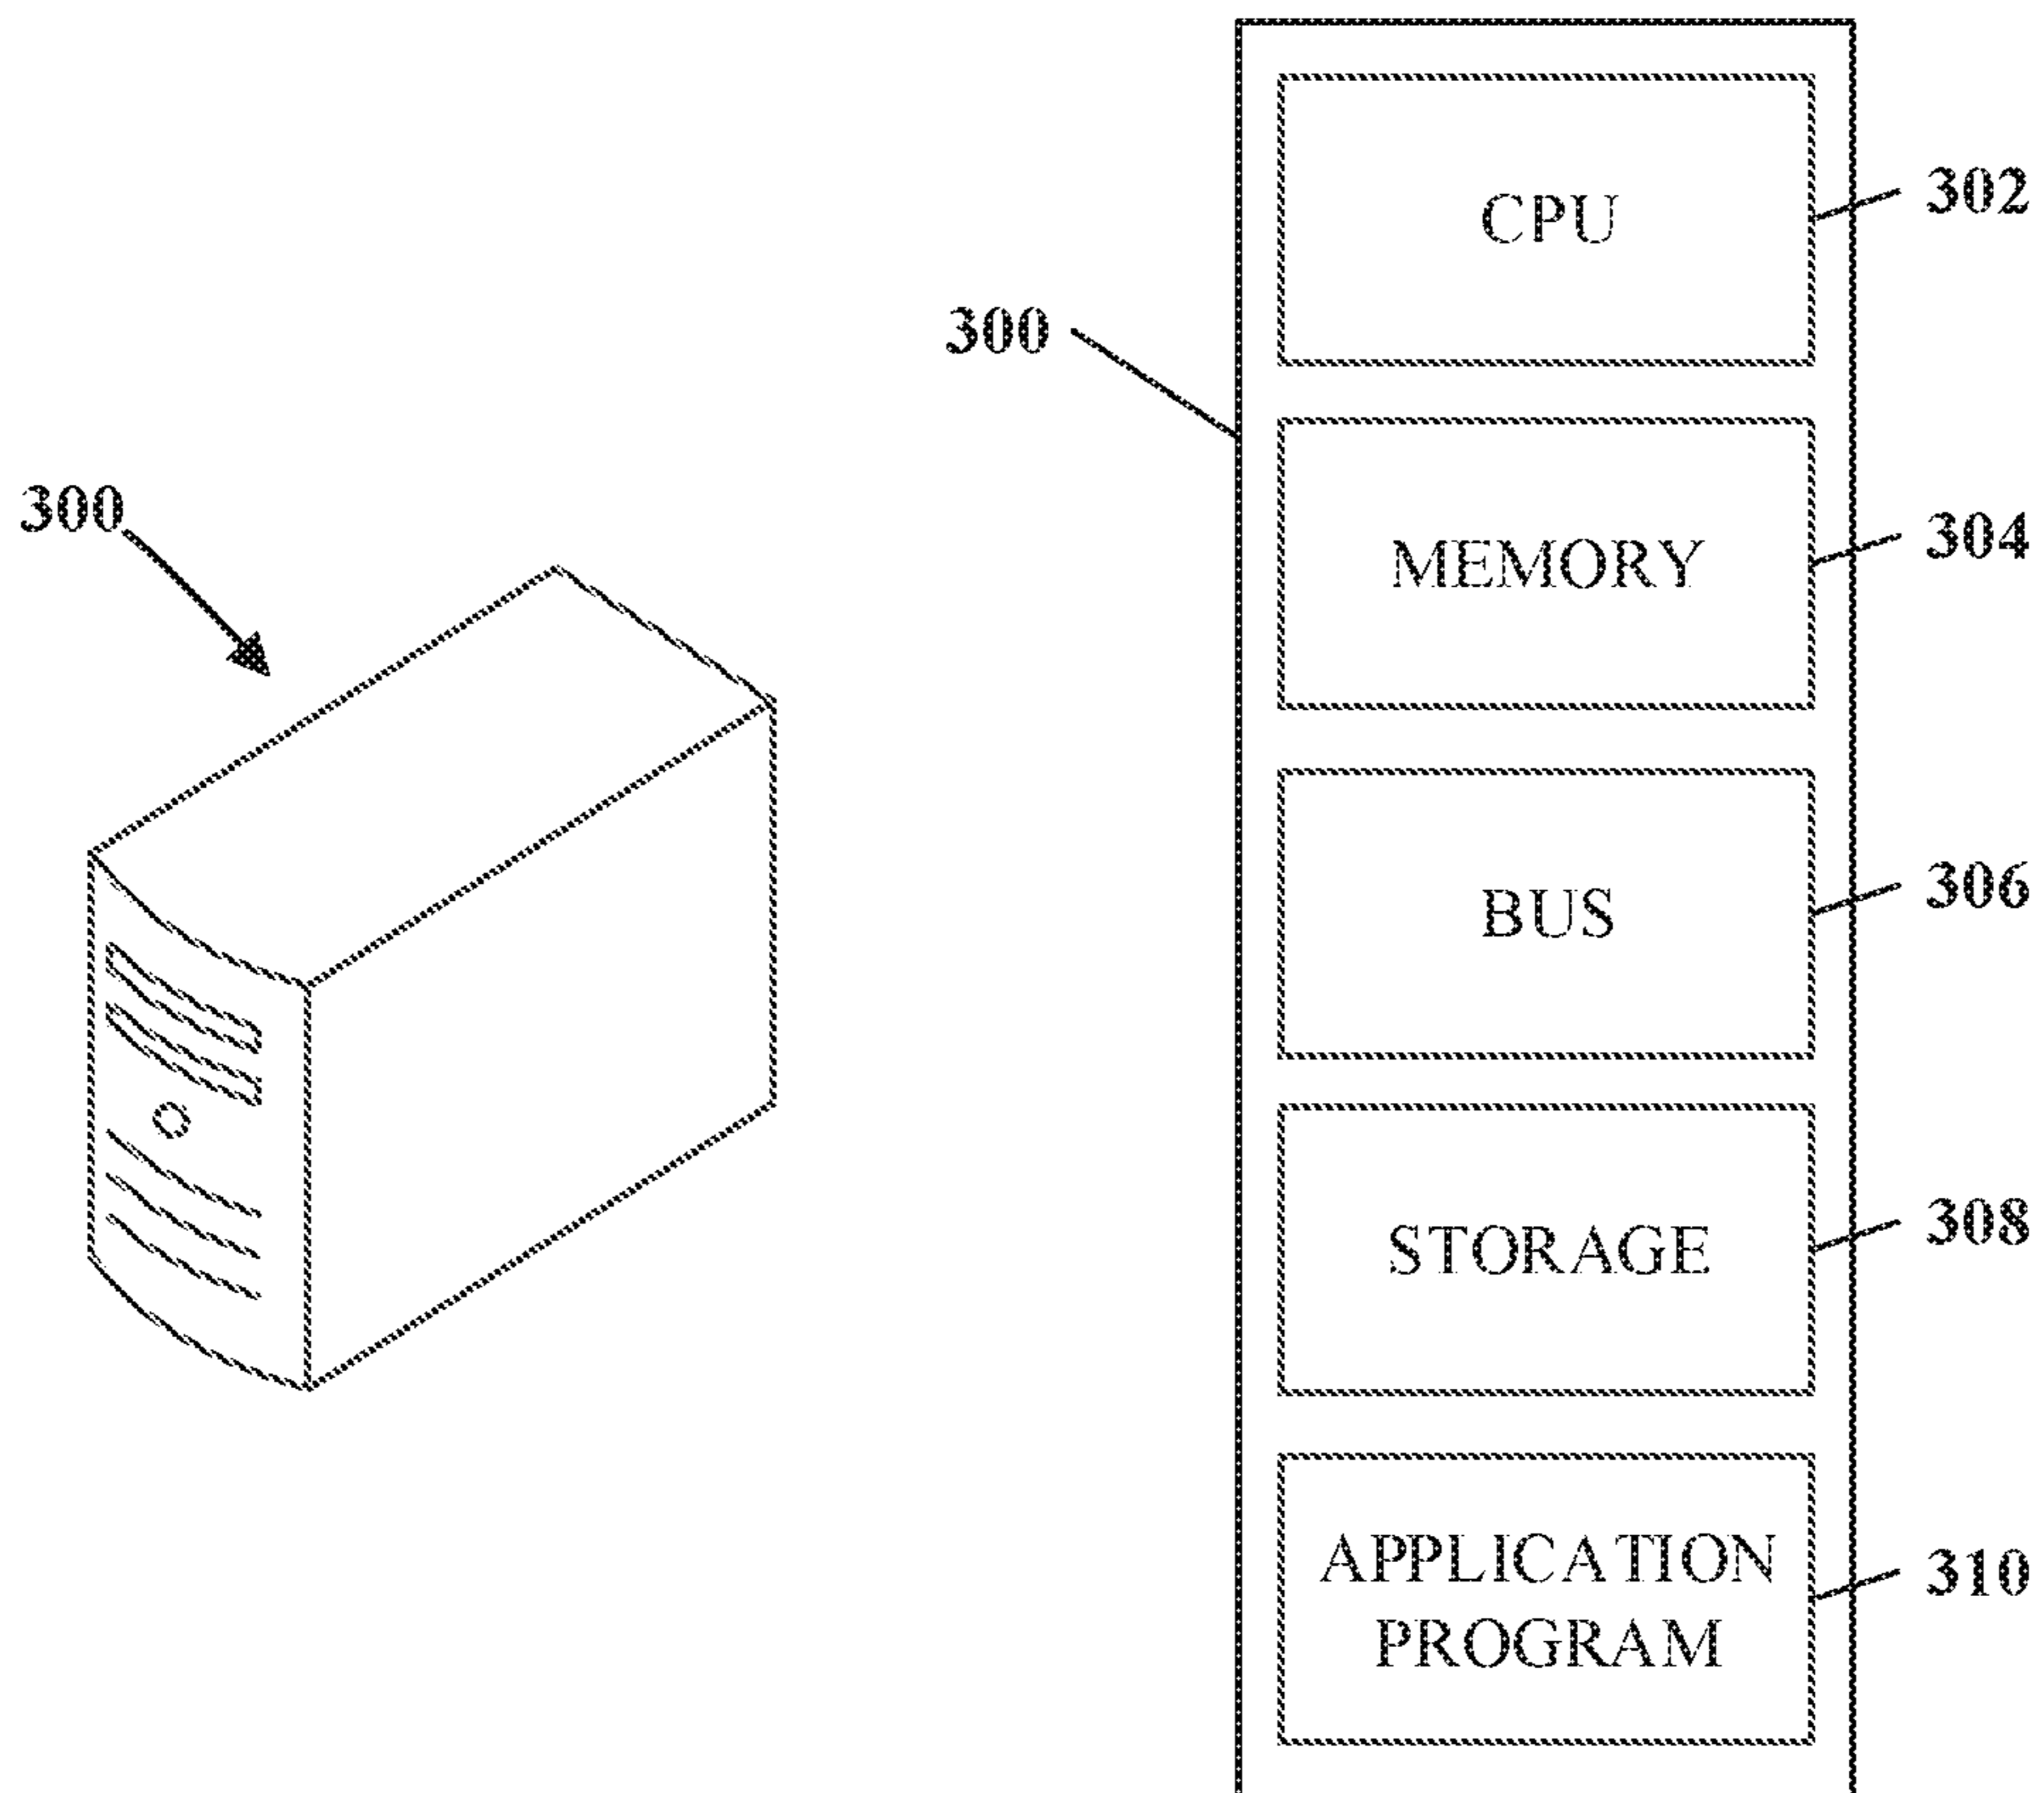 CPU
302
300
MEMORY
304
300
BUS
306
STORAGE
308
APPLICATION
PROGRAM
310